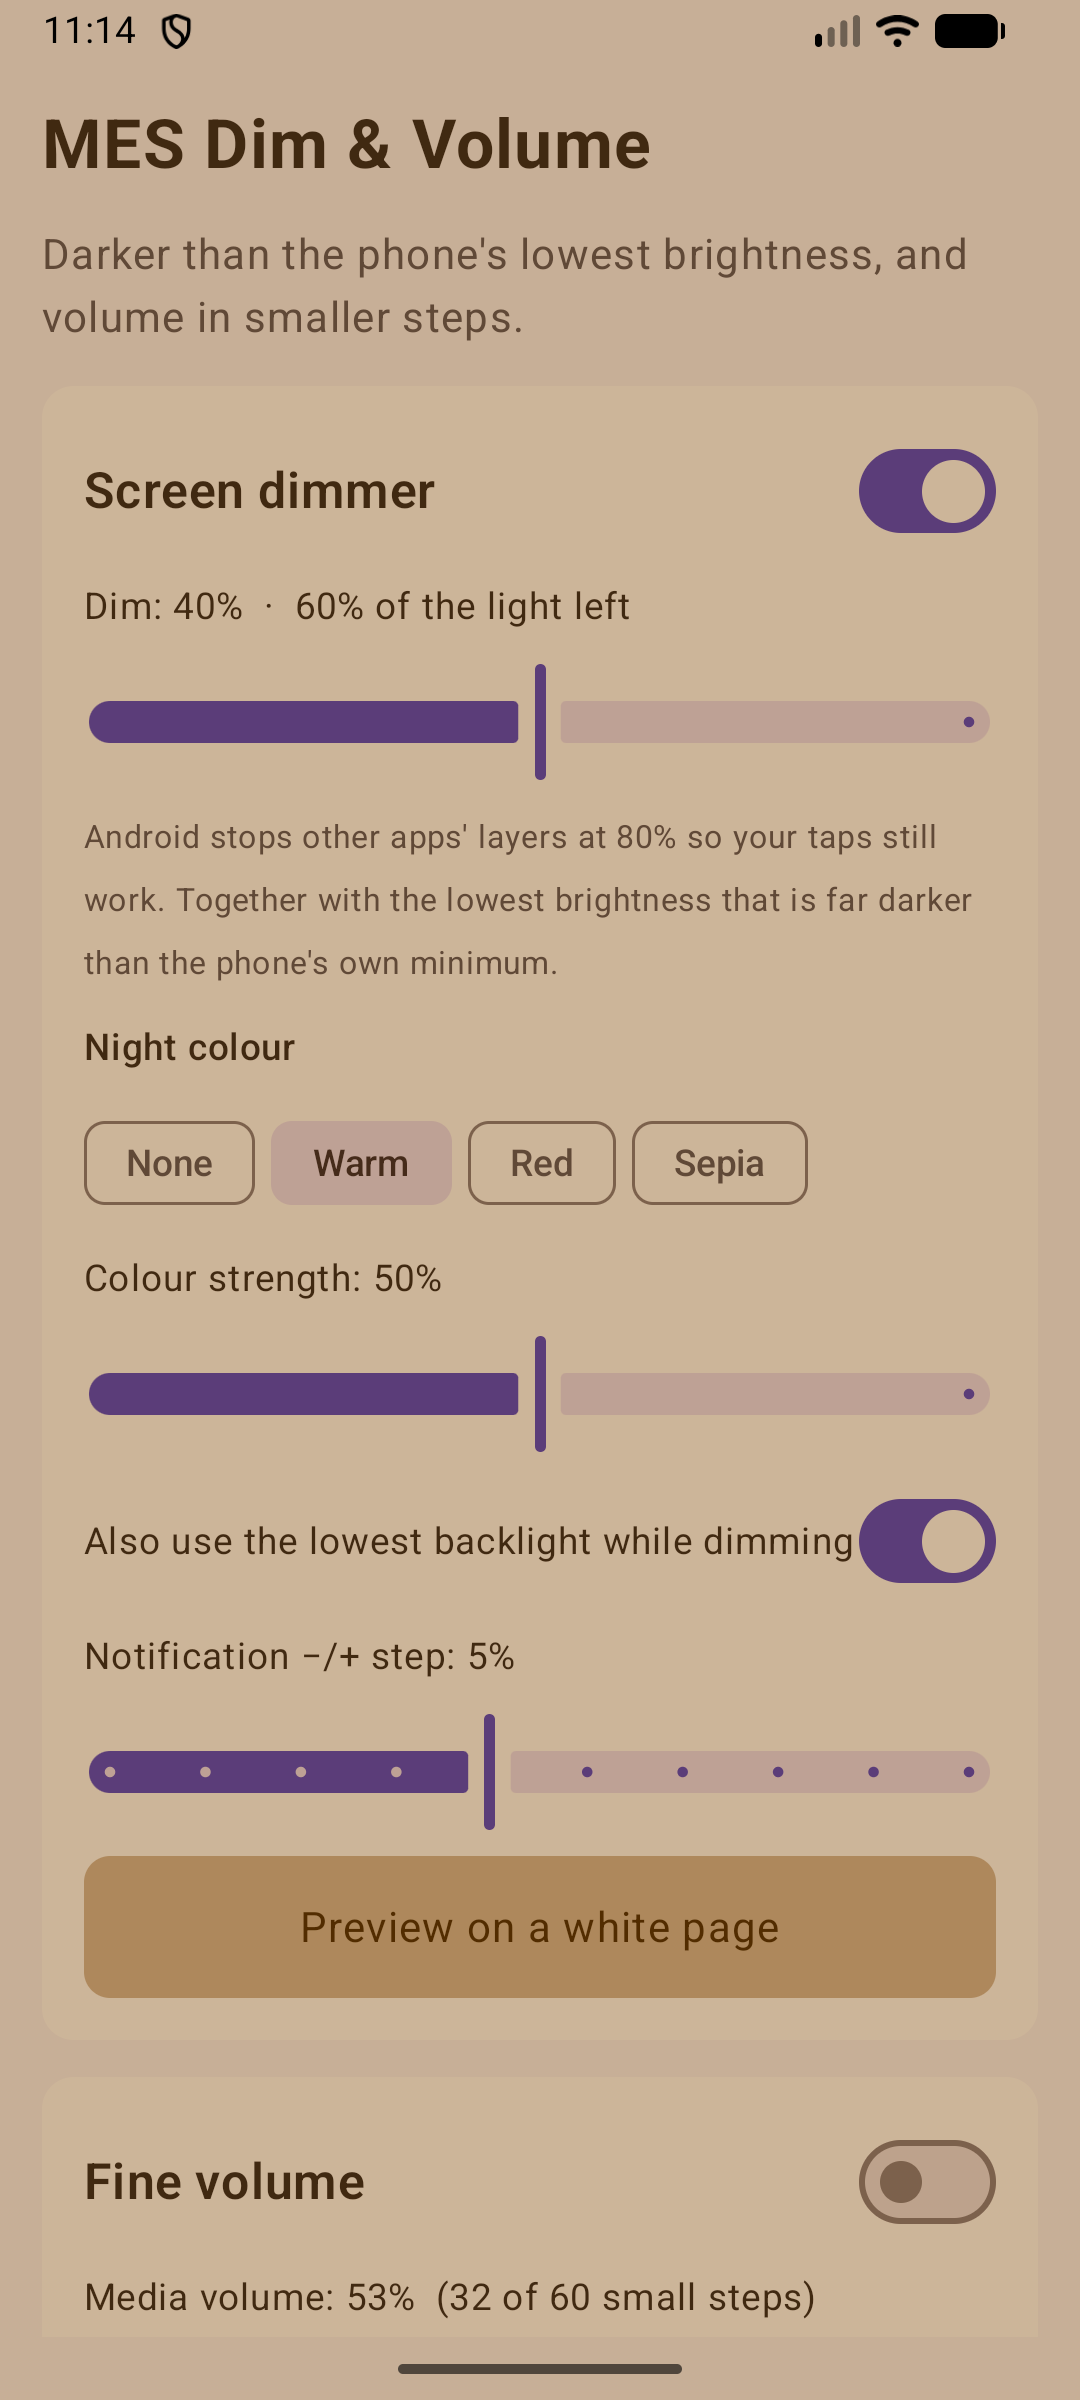 11:14
MES Dim & Volume
Darker than the phone's lowest brightness, and
volume in smaller steps.
Screen dimmer
Dim: 40%  ·  60% of the light left
Android stops other apps' layers at 80% so your taps still
work. Together with the lowest brightness that is far darker
than the phone's own minimum.
Night colour
None Warm Red Sepia
Colour strength: 50%
Also use the lowest backlight while dimming
Notification −/+ step: 5%
Preview on a white page
Fine volume
Media volume: 53%  (32 of 60 small steps)